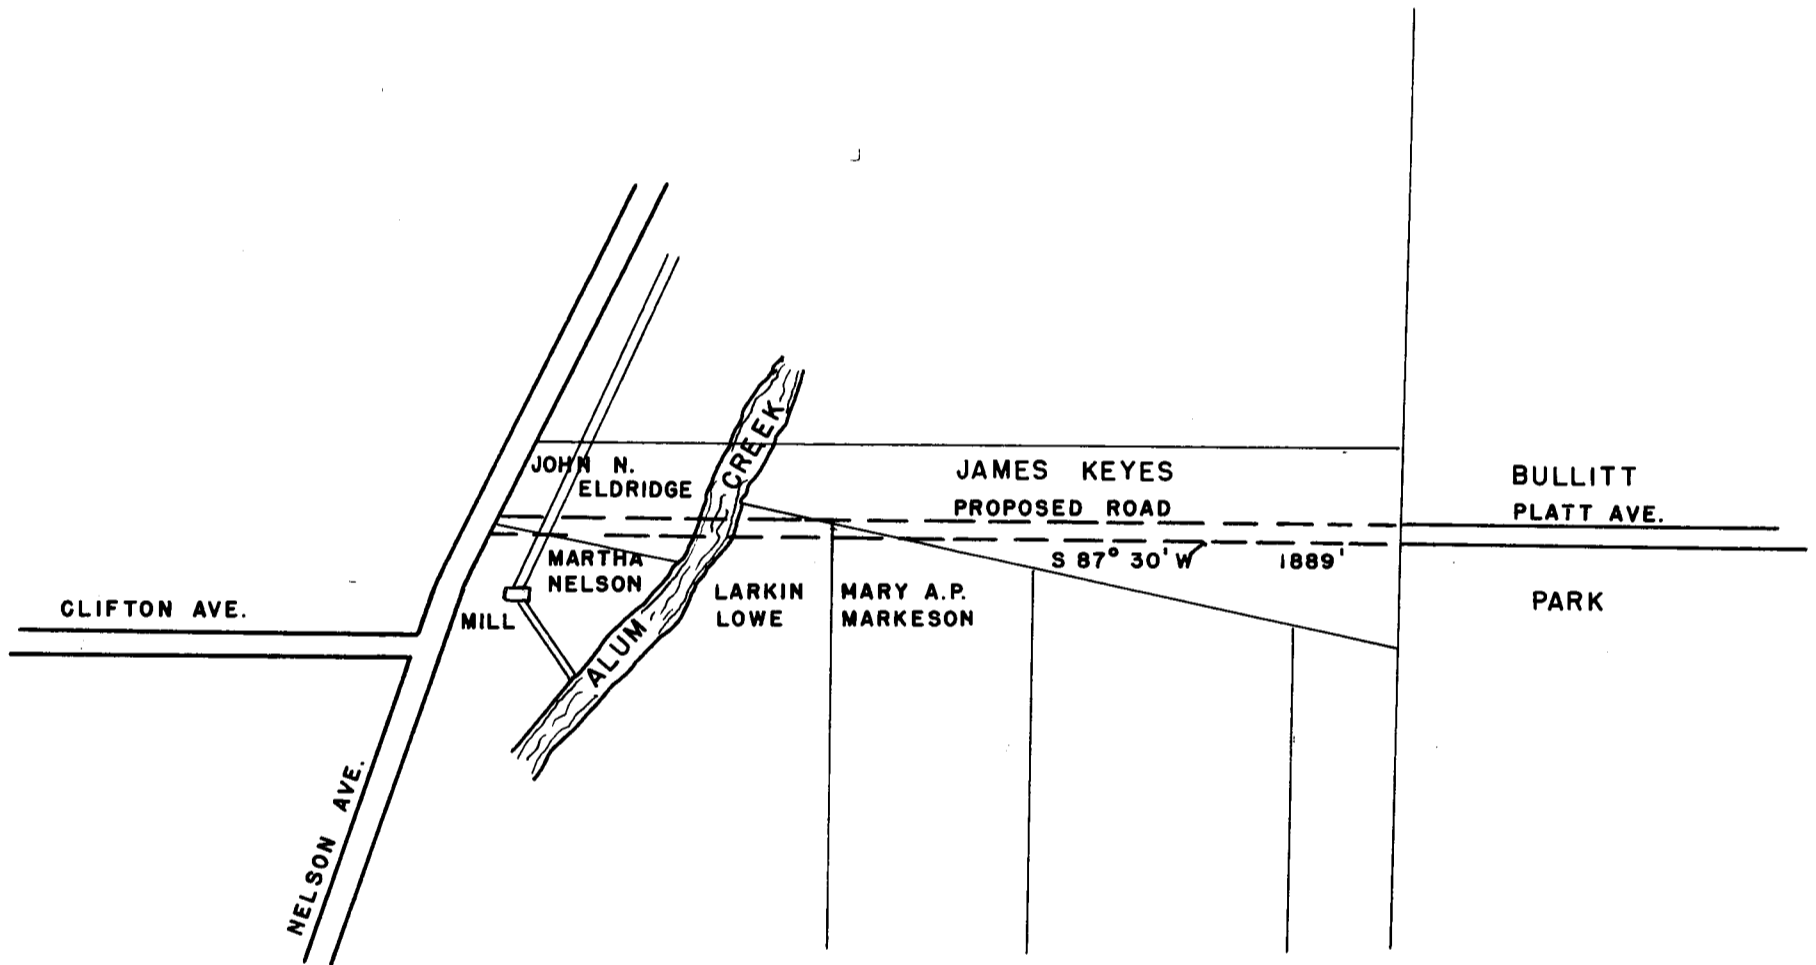 JOHN N.
ELDRIDGE
CREEK
JAMES KEYES
PROPOSED ROAD
BULLITT
PLATT AVE.
S 87° 30' W 1889'
MARTHA
NELSON
LARKIN
LOWE
MARY A.P.
MARKESON
PARK
CLIFTON AVE.
MILL
ALUM
NELSON AVE.